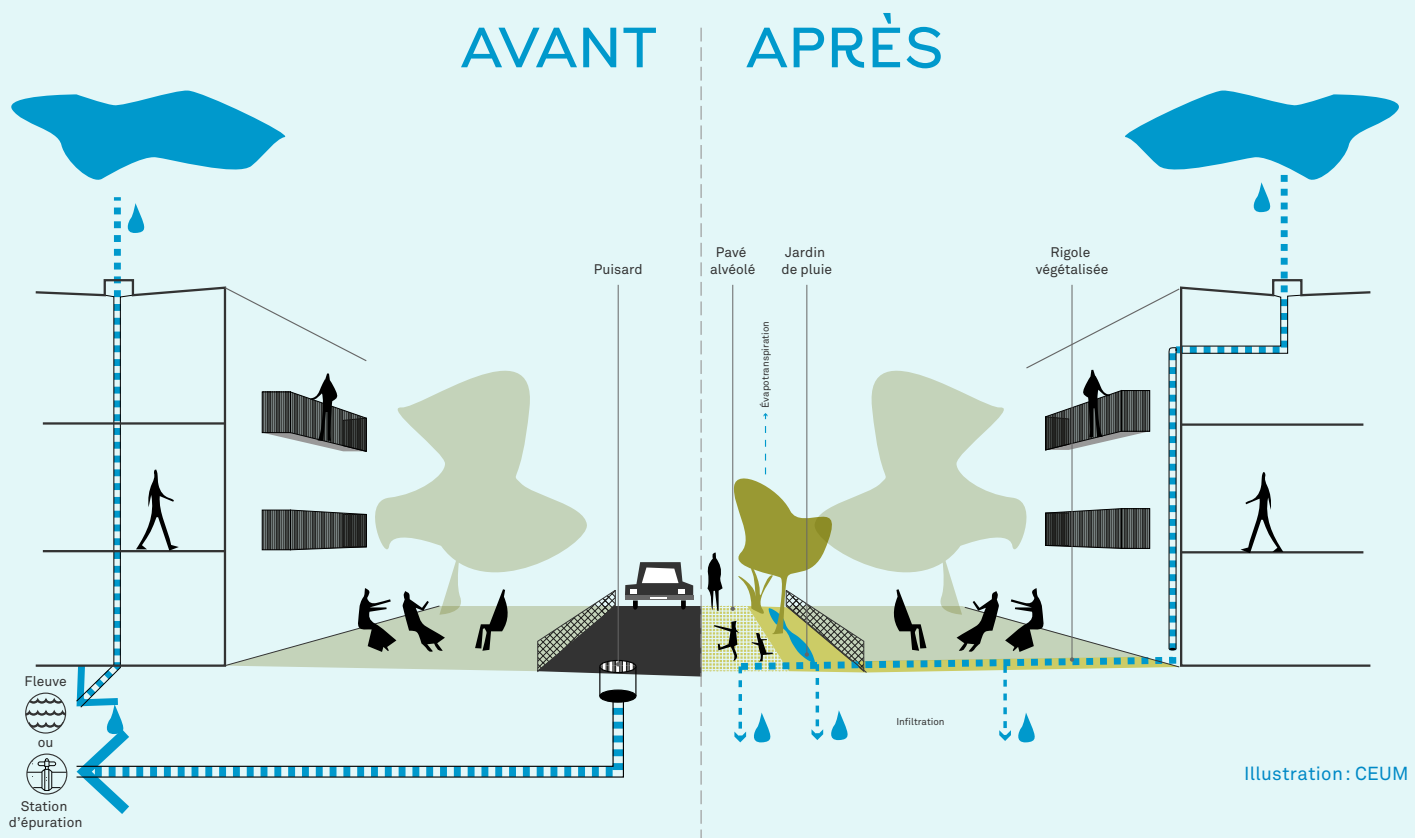 AVANT
APRÈS
Puisard
Pavé
alvéolé
Jardin
de pluie
Rigole
végétalisée
Évapotranspiration
Fleuve
ou
Station
d'épuration
Infiltration
Illustration : CEUM